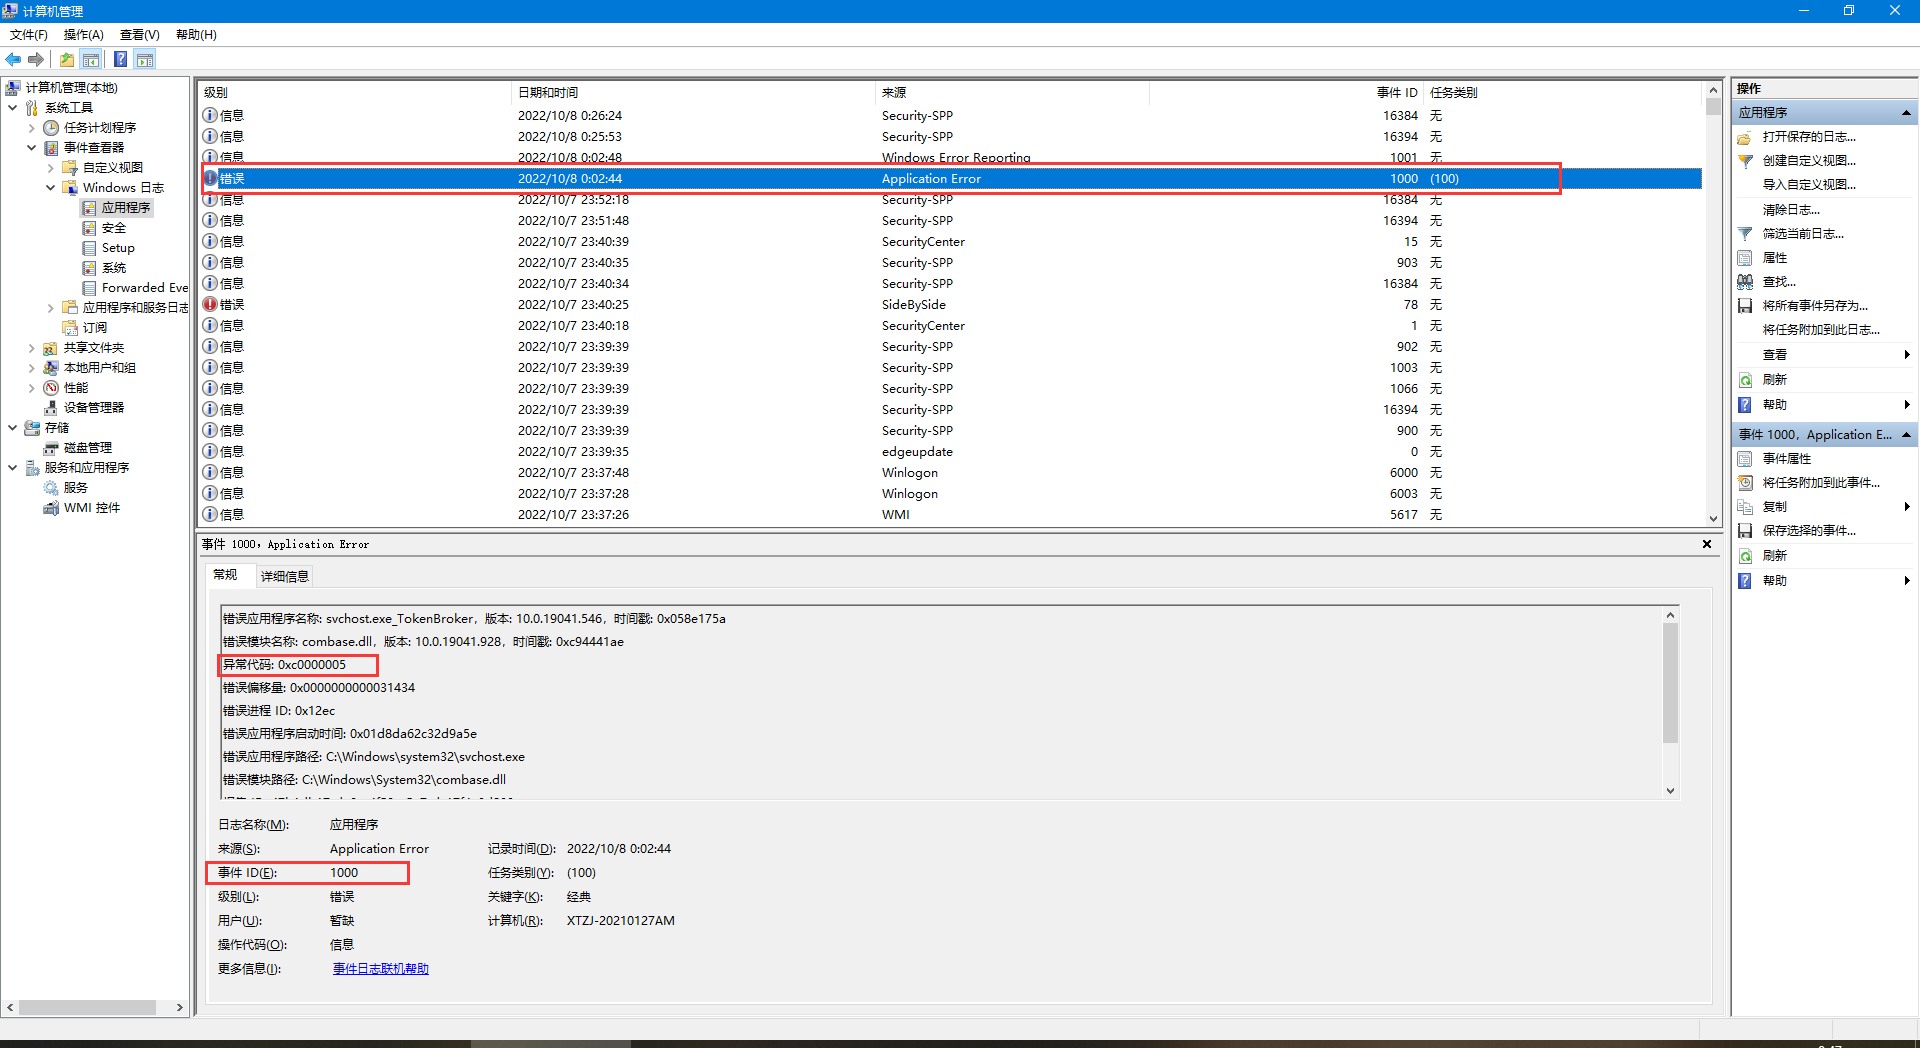 计算机管理
文件(F) 操作(A) 查看(V) 帮助(H)
计算机管理(本地)
系统工具
任务计划程序
事件查看器
自定义视图
Windows 日志
应用程序
安全
Setup
系统
Forwarded Eve
应用程序和服务日志
订阅
共享文件夹
本地用户和组
性能
设备管理器
存储
磁盘管理
服务和应用程序
服务
WMI 控件
级别 日期和时间 来源 事件 ID 任务类别
信息 2022/10/8 0:26:24 Security-SPP 16384 无
信息 2022/10/8 0:25:53 Security-SPP 16394 无
信息 2022/10/8 0:02:48 Windows Error Reporting 1001 无
错误 2022/10/8 0:02:44 Application Error 1000 (100)
信息 2022/10/7 23:52:18 Security-SPP 16384 无
信息 2022/10/7 23:51:48 Security-SPP 16394 无
信息 2022/10/7 23:40:39 SecurityCenter 15 无
信息 2022/10/7 23:40:35 Security-SPP 903 无
信息 2022/10/7 23:40:34 Security-SPP 16384 无
错误 2022/10/7 23:40:25 SideBySide 78 无
信息 2022/10/7 23:40:18 SecurityCenter 1 无
信息 2022/10/7 23:39:39 Security-SPP 902 无
信息 2022/10/7 23:39:39 Security-SPP 1003 无
信息 2022/10/7 23:39:39 Security-SPP 1066 无
信息 2022/10/7 23:39:39 Security-SPP 16394 无
信息 2022/10/7 23:39:39 Security-SPP 900 无
信息 2022/10/7 23:39:35 edgeupdate 0 无
信息 2022/10/7 23:37:48 Winlogon 6000 无
信息 2022/10/7 23:37:28 Winlogon 6003 无
信息 2022/10/7 23:37:26 WMI 5617 无
事件 1000，Application Error
常规 详细信息
错误应用程序名称: svchost.exe_TokenBroker，版本: 10.0.19041.546，时间戳: 0x058e175a
错误模块名称: combase.dll，版本: 10.0.19041.928，时间戳: 0xc94441ae
异常代码: 0xc0000005
错误偏移量: 0x0000000000031434
错误进程 ID: 0x12ec
错误应用程序启动时间: 0x01d8da62c32d9a5e
错误应用程序路径: C:\Windows\system32\svchost.exe
错误模块路径: C:\Windows\System32\combase.dll
日志名称(M): 应用程序
来源(S): Application Error 记录时间(D): 2022/10/8 0:02:44
事件 ID(E): 1000 任务类别(Y): (100)
级别(L): 错误 关键字(K): 经典
用户(U): 暂缺 计算机(R): XTZJ-20210127AM
操作代码(O): 信息
更多信息(I): 事件日志联机帮助
操作
应用程序
打开保存的日志...
创建自定义视图...
导入自定义视图...
清除日志...
筛选当前日志...
属性
查找...
将所有事件另存为...
将任务附加到此日志...
查看
刷新
帮助
事件 1000，Application E...
事件属性
将任务附加到此事件...
复制
保存选择的事件...
刷新
帮助